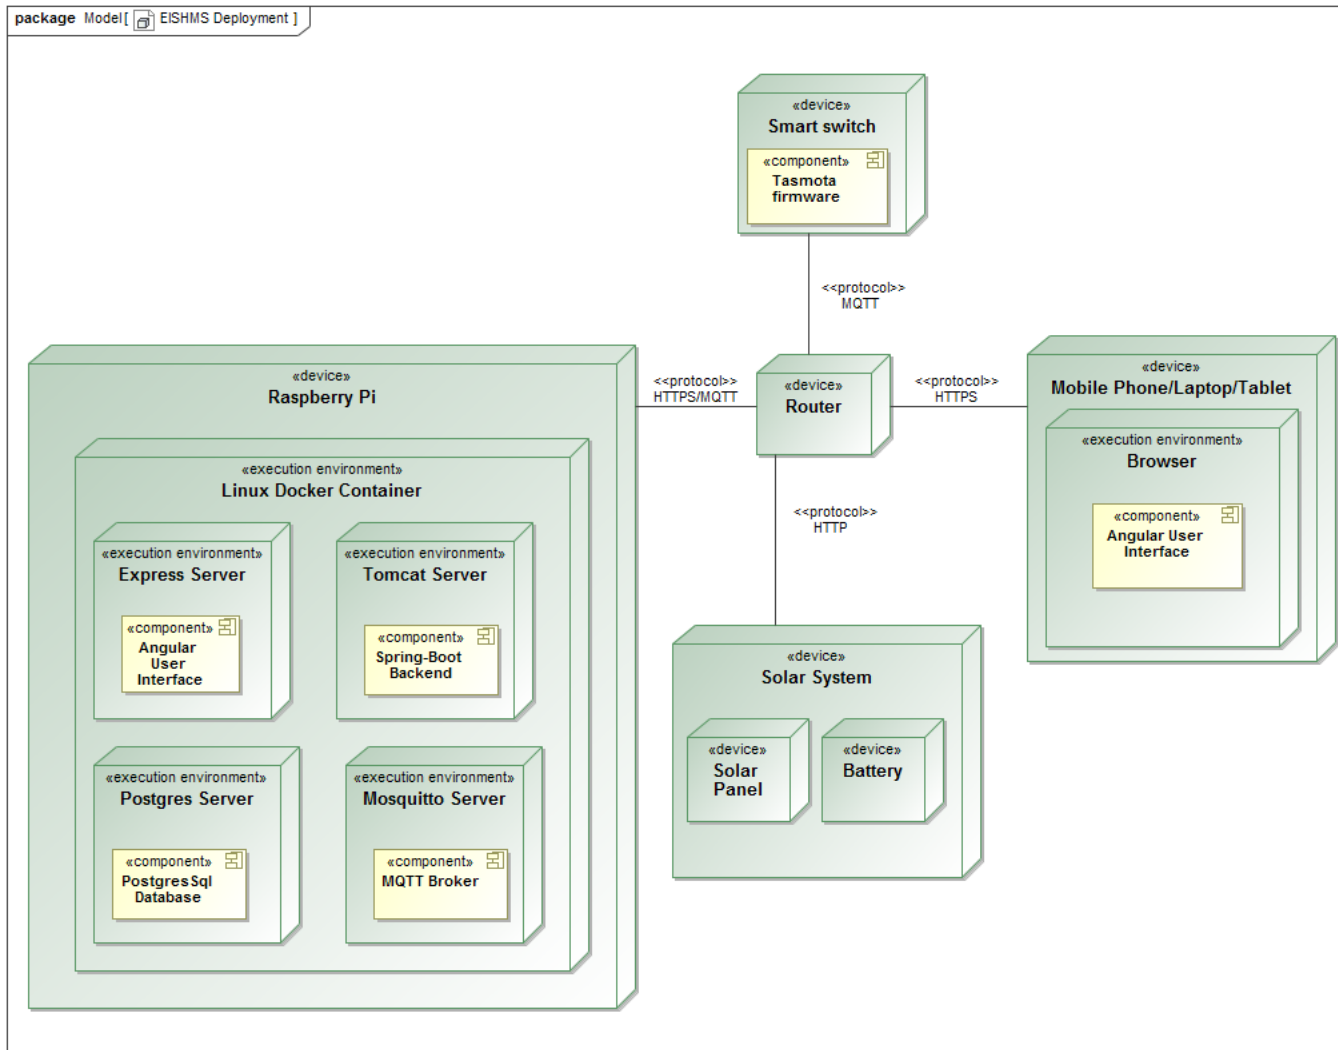 package Model[ EISHMS Deployment ]
«device»
Smart switch
«component»
Tasmota
firmware
<<protocol>>
MQTT
«device»
Raspberry Pi
<<protocol>>
HTTPS/MQTT
«device»
Router
<<protocol>>
HTTPS
«device»
Mobile Phone/Laptop/Tablet
«execution environment»
Browser
«component»
Angular User
Interface
«execution environment»
Linux Docker Container
«execution environment»
Express Server
«component»
Angular
User
Interface
«execution environment»
Tomcat Server
«component»
Spring-Boot
Backend
<<protocol>>
HTTP
«device»
Solar System
«device»
Solar
Panel
«device»
Battery
«execution environment»
Postgres Server
«component»
PostgresSql
Database
«execution environment»
Mosquitto Server
«component»
MQTT Broker